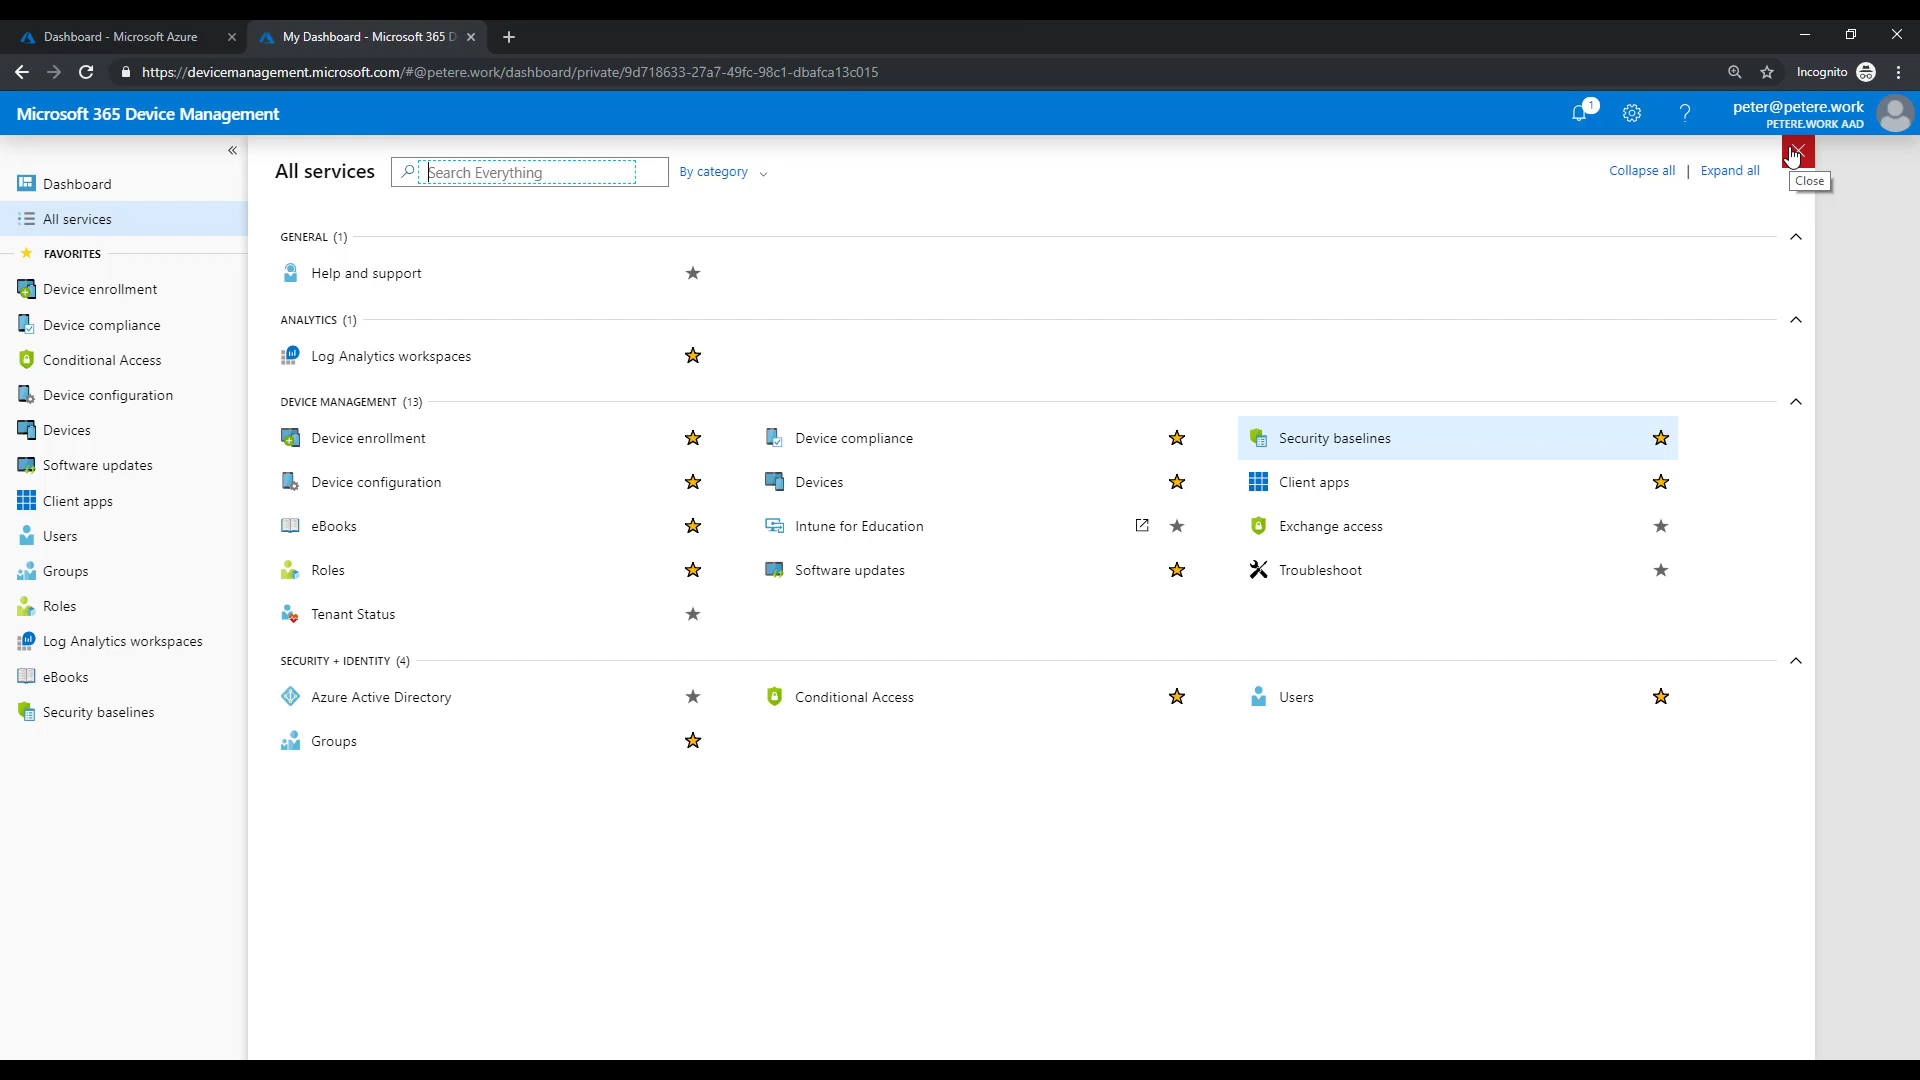 Dashboard - Microsoft Azure
My Dashboard - Microsoft 365 D
https://devicemanagement.microsoft.com/#@petere.work/dashboard/private/9d718633-27a7-49fc-98c1-dbafca13c015
Incognito
Microsoft 365 Device Management
1
peter@petere.work
PETERE.WORK AAD
Dashboard
All services
FAVORITES
Device enrollment
Device compliance
Conditional Access
Device configuration
Devices
Software updates
Client apps
Users
Groups
Roles
Log Analytics workspaces
eBooks
Security baselines
All services
Search Everything
By category
Collapse all | Expand all
Close
GENERAL (1)
Help and support
ANALYTICS (1)
Log Analytics workspaces
DEVICE MANAGEMENT (13)
Device enrollment
Device compliance
Security baselines
Device configuration
Devices
Client apps
eBooks
Intune for Education
Exchange access
Roles
Software updates
Troubleshoot
Tenant Status
SECURITY + IDENTITY (4)
Azure Active Directory
Conditional Access
Users
Groups